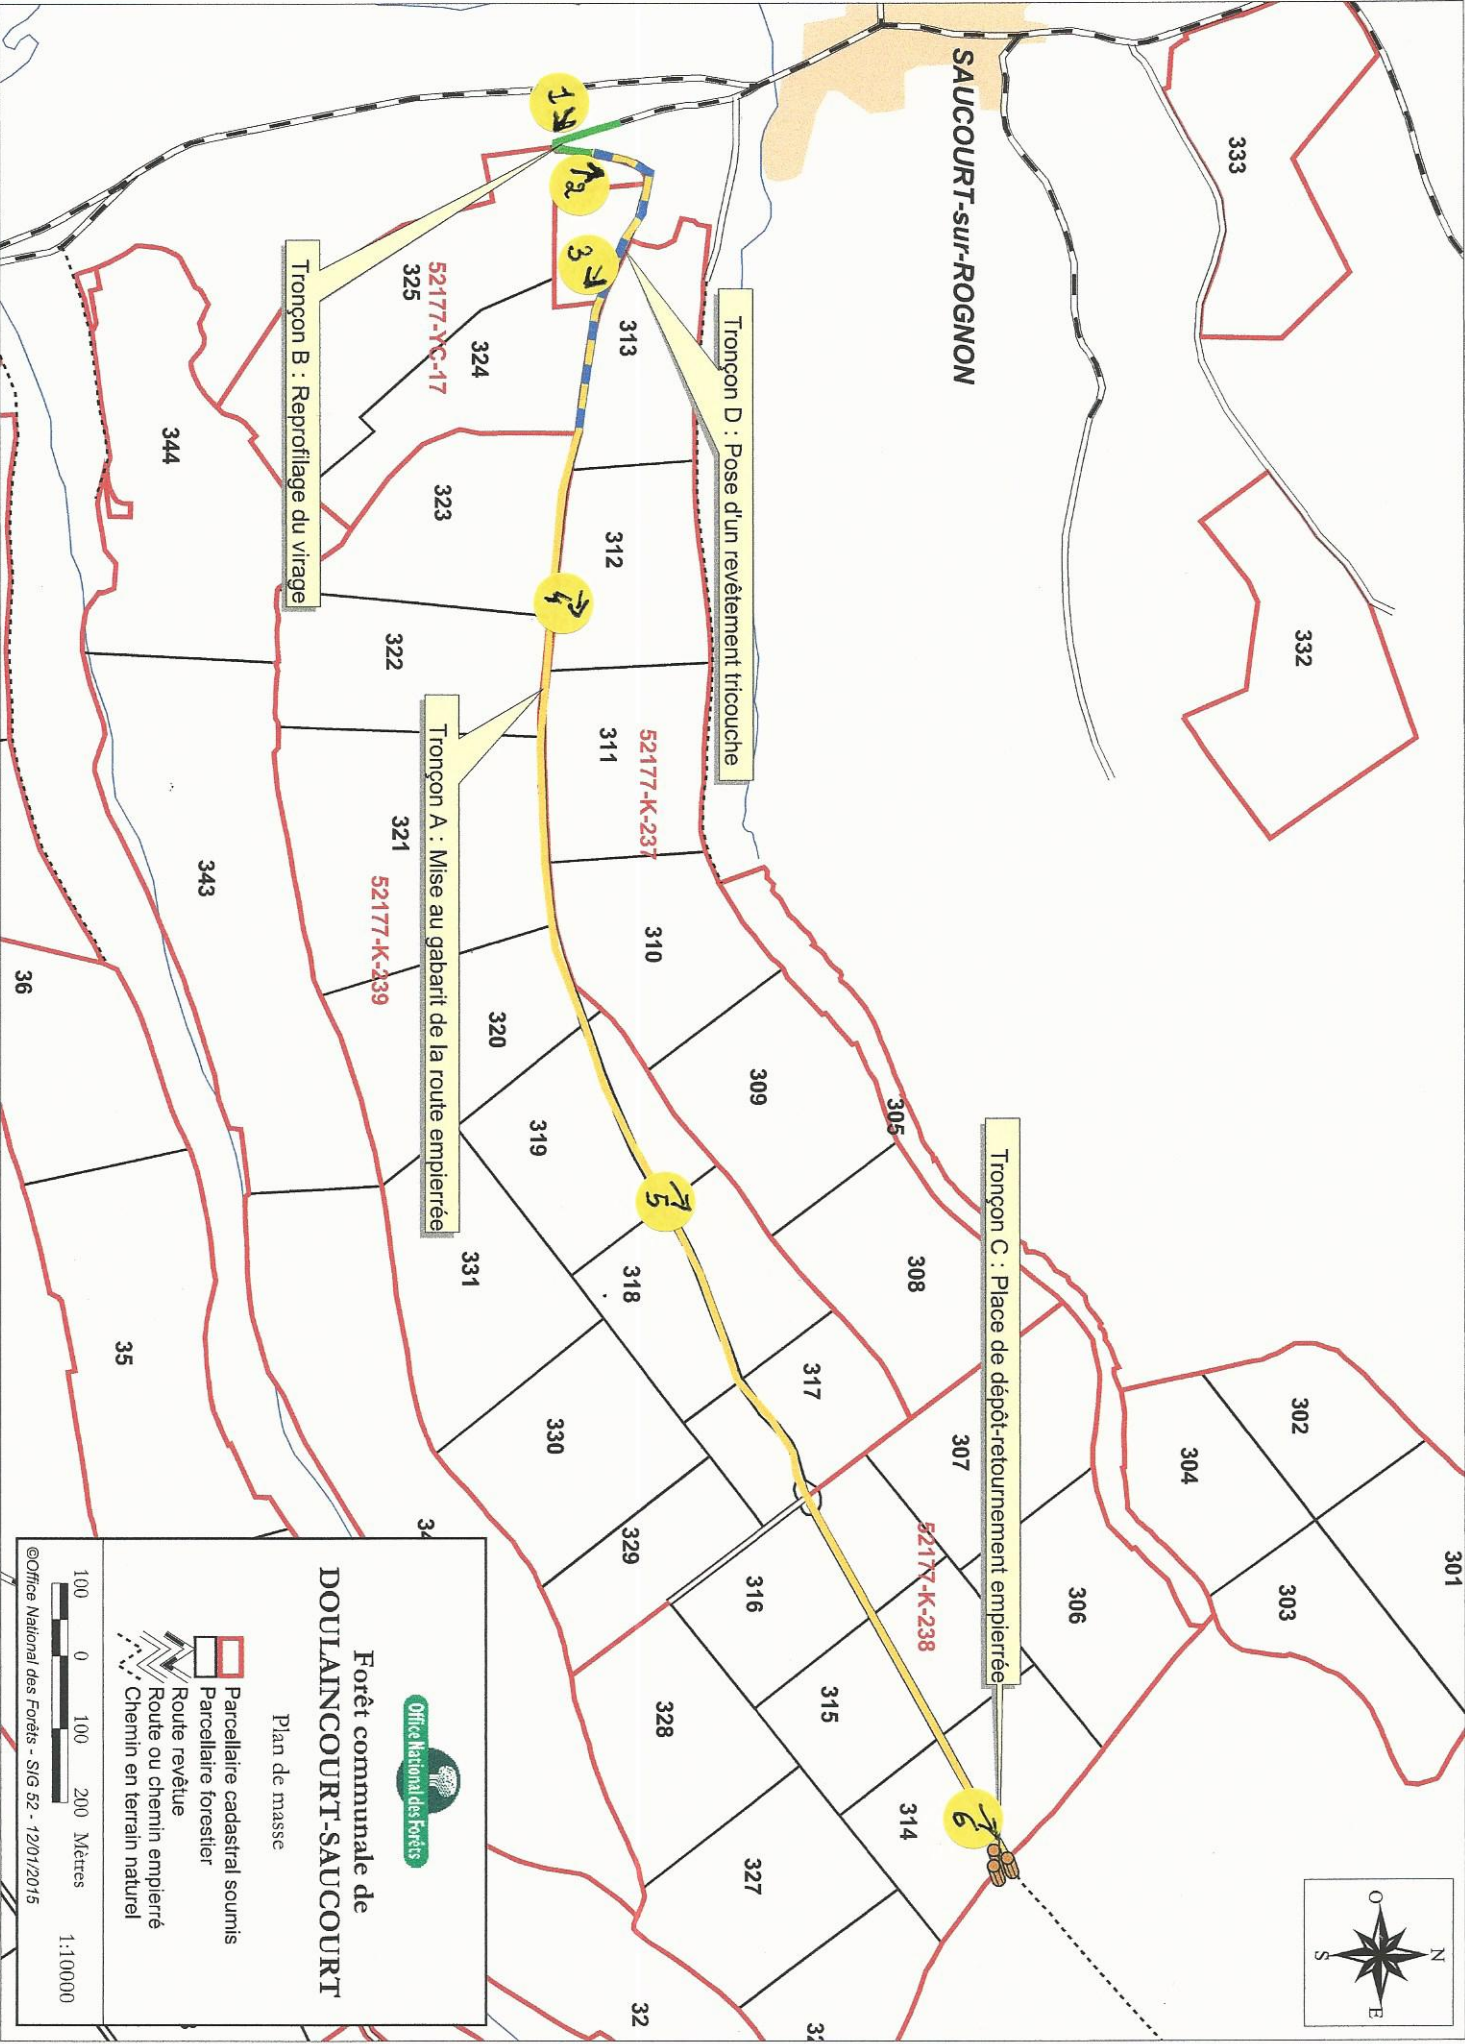 SAUCOURT-sur-ROGNON
333
332
301
302
303
304
305
306
307
308
309
310
311
312
313
52177-K-237
52177-K-238
Tronçon C : Place de dépôt-retournement empierrée
Tronçon D : Pose d'un revêtement tricouche
1
2
3
4
5
6
314
315
316
317
318
319
320
321
322
323
324
325
52177-YC-17
52177-K-239
Tronçon A : Mise au gabarit de la route empierrée
Tronçon B : Reprofilage du virage
327
328
329
330
331
32
343
344
34
35
36
N
O
E
S
Office National des Forêts
Forêt communale de
DOULAINCOURT-SAUCOURT
Plan de masse
Parcellaire cadastral soumis
Parcellaire forestier
Route revêtue
Route ou chemin empierré
Chemin en terrain naturel
100 0 100 200 Mètres
1:10000
©Office National des Forêts - SIG 52 - 12/01/2015